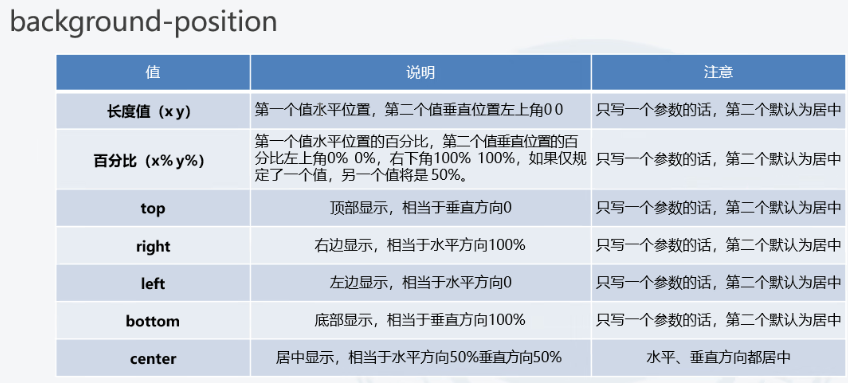 background-position
值 说明 注意
长度值（x y） 第一个值水平位置，第二个值垂直位置左上角0 0 只写一个参数的话，第二个默认为居中
百分比（x% y%） 第一个值水平位置的百分比，第二个值垂直位置的百
分比左上角0% 0%，右下角100% 100%，如果仅规
定了一个值，另一个值将是 50%。 只写一个参数的话，第二个默认为居中
top 顶部显示，相当于垂直方向0 只写一个参数的话，第二个默认为居中
right 右边显示，相当于水平方向100% 只写一个参数的话，第二个默认为居中
left 左边显示，相当于水平方向0 只写一个参数的话，第二个默认为居中
bottom 底部显示，相当于垂直方向100% 只写一个参数的话，第二个默认为居中
center 居中显示，相当于水平方向50%垂直方向50% 水平、垂直方向都居中